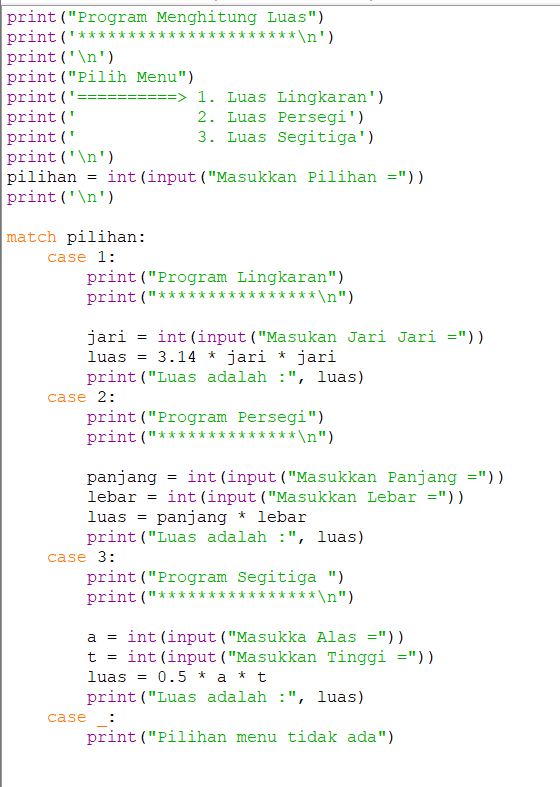 print("Program Menghitung Luas")
print('**********************\n')
print('\n')
print("Pilih Menu")
print('==========> 1. Luas Lingkaran')
print('            2. Luas Persegi')
print('            3. Luas Segitiga')
print('\n')
pilihan = int(input("Masukkan Pilihan ="))
print('\n')

match pilihan:
    case 1:
        print("Program Lingkaran")
        print("****************\n")

        jari = int(input("Masukan Jari Jari ="))
        luas = 3.14 * jari * jari
        print("Luas adalah :", luas)
    case 2:
        print("Program Persegi")
        print("**************\n")

        panjang = int(input("Masukkan Panjang ="))
        lebar = int(input("Masukkan Lebar ="))
        luas = panjang * lebar
        print("Luas adalah :", luas)
    case 3:
        print("Program Segitiga ")
        print("****************\n")

        a = int(input("Masukka Alas ="))
        t = int(input("Masukkan Tinggi ="))
        luas = 0.5 * a * t
        print("Luas adalah :", luas)
    case _:
        print("Pilihan menu tidak ada")